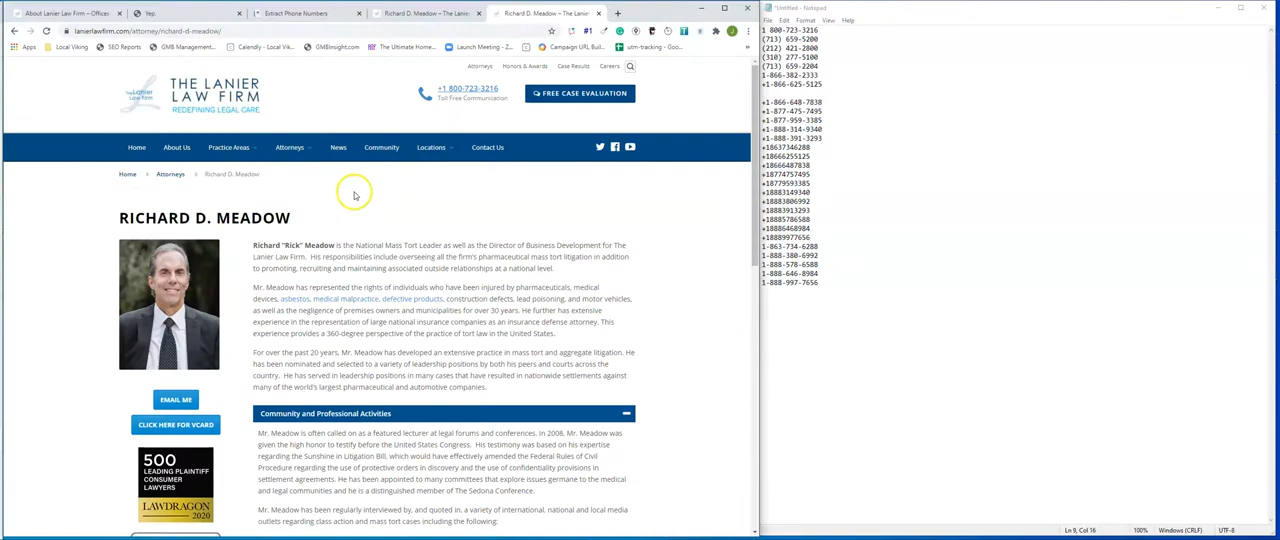 About Lanier Law Firm – Offices
Yep.
Extract Phone Numbers
Richard D. Meadow – The Lanie
Richard D. Meadow – The Lanie
lanierlawfirm.com/attorney/richard-d-meadow/
Apps
Local Viking
SEO Reports
GMB Management...
Calendly - Local Vik...
GMBInsight.com
The Ultimate Home...
Launch Meeting - Z...
Campaign URL Buil...
utm-tracking - Goo...
Attorneys
Honors & Awards
Case Results
Careers
The Lanier
Law Firm
THE LANIER
LAW FIRM
REDEFINING LEGAL CARE
+1 800-723-3216
Toll Free Communication
FREE CASE EVALUATION
Home
About Us
Practice Areas
Attorneys
News
Community
Locations
Contact Us
Home
Attorneys
Richard D. Meadow
RICHARD D. MEADOW
Richard "Rick" Meadow is the National Mass Tort Leader as well as the Director of Business Development for The
Lanier Law Firm. His responsibilities include overseeing all the firm's pharmaceutical mass tort litigation in addition
to promoting, recruiting and maintaining associated outside relationships at a national level.
Mr. Meadow has represented the rights of individuals who have been injured by pharmaceuticals, medical
devices, asbestos, medical malpractice, defective products, construction defects, lead poisoning, and motor vehicles,
as well as the negligence of premises owners and municipalities for over 30 years. He further has extensive
experience in the representation of large national insurance companies as an insurance defense attorney. This
experience provides a 360-degree perspective of the practice of tort law in the United States.
For over the past 20 years, Mr. Meadow has developed an extensive practice in mass tort and aggregate litigation. He
has been nominated and selected to a variety of leadership positions by both his peers and courts across the
country. He has served in leadership positions in many cases that have resulted in nationwide settlements against
many of the world's largest pharmaceutical and automotive companies.
EMAIL ME
CLICK HERE FOR VCARD
500
LEADING PLAINTIFF
CONSUMER
LAWYERS
LAWDRAGON
2020
Community and Professional Activities
Mr. Meadow is often called on as a featured lecturer at legal forums and conferences. In 2008, Mr. Meadow was
given the high honor to testify before the United States Congress. His testimony was based on his expertise
regarding the Sunshine in Litigation Bill, which would have effectively amended the Federal Rules of Civil
Procedure regarding the use of protective orders in discovery and the use of confidentiality provisions in
settlement agreements. He has been appointed to many committees that explore issues germane to the medical
and legal communities and he is a distinguished member of The Sedona Conference.
Mr. Meadow has been regularly interviewed by, and quoted in, a variety of international, national and local media
outlets regarding class action and mass tort cases including the following:
*Untitled - Notepad
File Edit Format View Help
1 800-723-3216
(713) 659-5200
(212) 421-2800
(310) 277-5100
(713) 659-2204
1-866-382-2333
+1-866-625-5125
+1-866-648-7838
+1-877-475-7495
+1-877-959-3385
+1-888-314-9340
+1-888-391-3293
+18637346288
+18666255125
+18666487838
+18774757495
+18779593385
+18883149340
+18883806992
+18883913293
+18885786588
+18886468984
+18889977656
1-863-734-6288
1-888-380-6992
1-888-578-6588
1-888-646-8984
1-888-997-7656
Ln 9, Col 16
100%
Windows (CRLF)
UTF-8